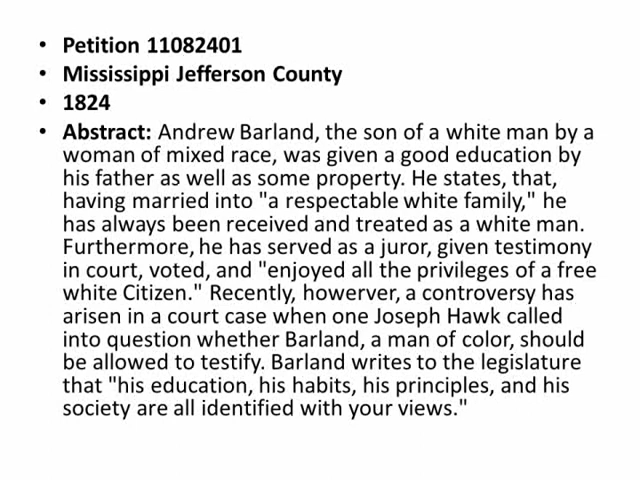 • Petition 11082401
• Mississippi Jefferson County
• 1824
• Abstract: Andrew Barland, the son of a white man by a
woman of mixed race, was given a good education by
his father as well as some property. He states, that,
having married into "a respectable white family," he
has always been received and treated as a white man.
Furthermore, he has served as a juror, given testimony
in court, voted, and "enjoyed all the privileges of a free
white Citizen." Recently, howerver, a controversy has
arisen in a court case when one Joseph Hawk called
into question whether Barland, a man of color, should
be allowed to testify. Barland writes to the legislature
that "his education, his habits, his principles, and his
society are all identified with your views."